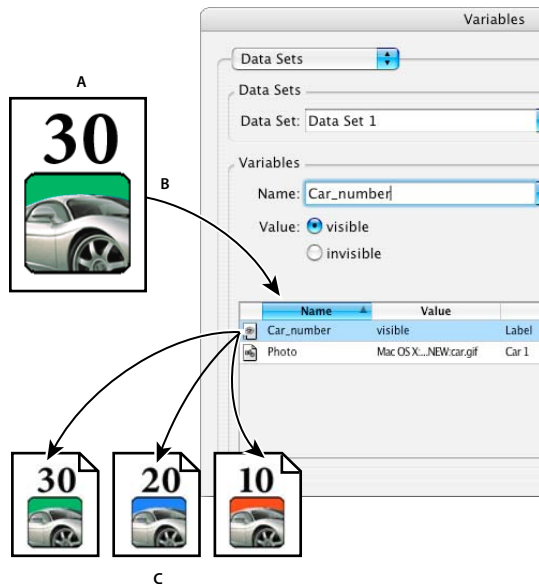 Variables
Data Sets
Data Sets
Data Set: Data Set 1
Variables
Name: Car_number
Value: visible
invisible
Name Value
Car_number visible Label
Photo Mac OS X:...NEW:car.gif Car 1
A
30
B
30
20
10
C